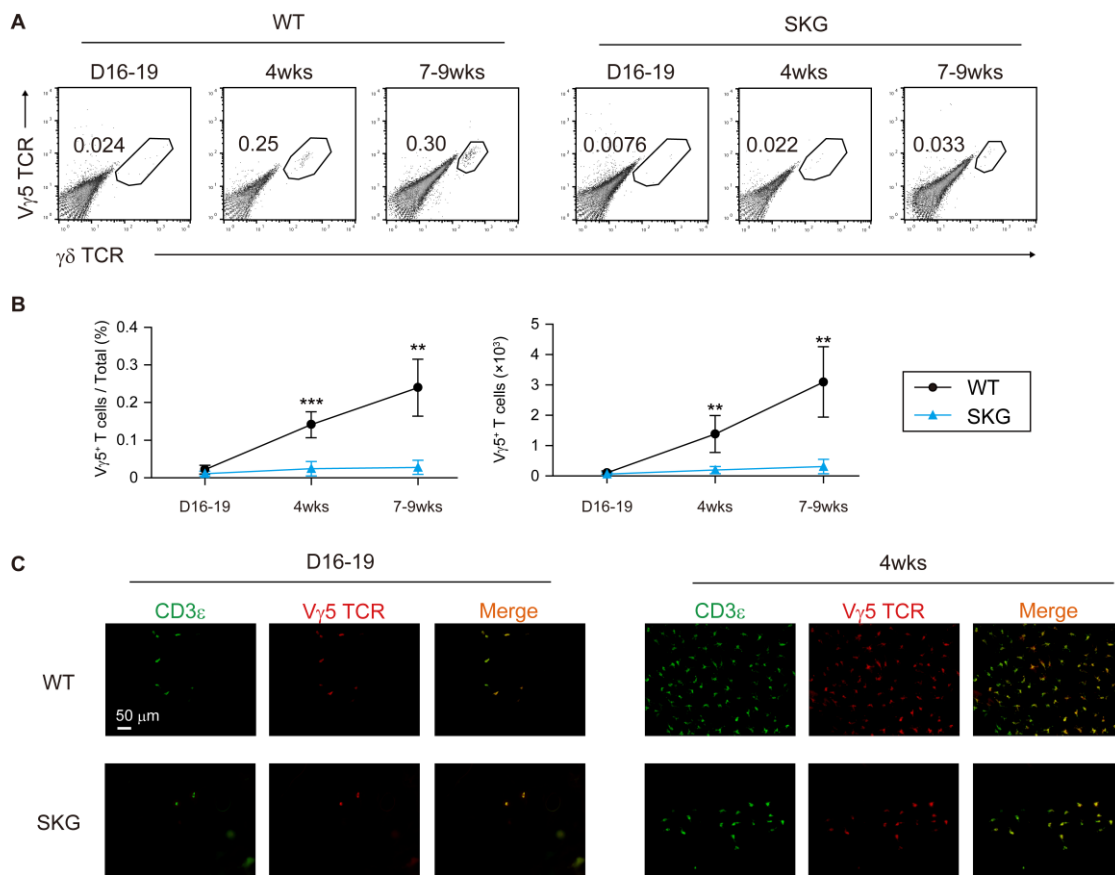 A
WT
SKG
D16-19 4wks 7-9wks D16-19 4wks 7-9wks
Vγ5 TCR
0.024 0.25 0.30 0.0076 0.022 0.033
γδ TCR
B
Vγ5⁺ T cells / Total (%)
0.4
0.3
0.2
0.1
0
***
**
D16-19 4wks 7-9wks
Vγ5⁺ T cells (×10³)
5
4
3
2
1
0
**
**
D16-19 4wks 7-9wks
WT
SKG
C
D16-19 4wks
CD3ε Vγ5 TCR Merge CD3ε Vγ5 TCR Merge
WT
50 μm
SKG